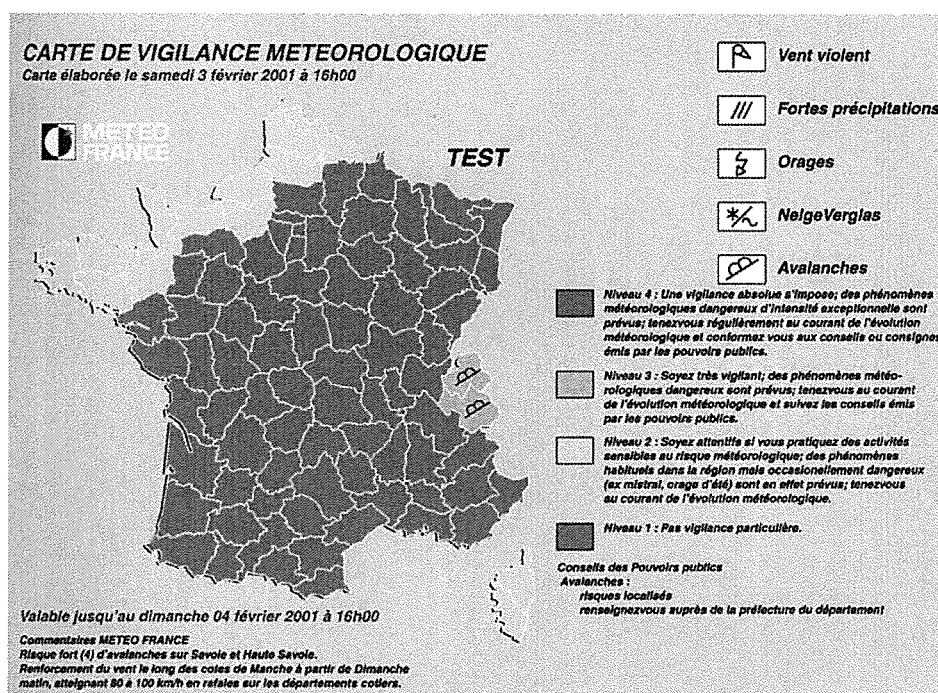 CARTE DE VIGILANCE METEOROLOGIQUE
Carte élaborée le samedi 3 février 2001 à 16h00
METEO
FRANCE
TEST
Vent violent
Fortes précipitations
Orages
NeigeVerglas
Avalanches
Niveau 4 : Une vigilance absolue s'impose; des phénomènes
météorologiques dangereux d'intensité exceptionnelle sont
prévus; tenezvous régulièrement au courant de l'évolution
météorologique et conformez vous aux conseils ou consignes
émis par les pouvoirs publics.
Niveau 3 : Soyez très vigilant; des phénomènes météo-
rologiques dangereux sont prévus; tenezvous au courant
de l'évolution météorologique et suivez les conseils émis
par les pouvoirs publics.
Niveau 2 : Soyez attentifs si vous pratiquez des activités
sensibles au risque météorologique; des phénomènes
habituels dans la région mais occasionellement dangereux
(ex mistral, orage d'été) sont en effet prévus; tenezvous
au courant de l'évolution météorologique.
Niveau 1 : Pas vigilance particulière.
Conseils des Pouvoirs publics
Avalanches :
risques localisés
renseignezvous auprès de la préfecture du département
Valable jusqu'au dimanche 04 février 2001 à 16h00
Commentaires METEO FRANCE
Risque fort (4) d'avalanches sur Savoie et Haute Savoie.
Renforcement du vent le long des cotes de Manche à partir de Dimanche
matin, atteignant 80 à 100 km/h en rafales sur les départements cotiers.